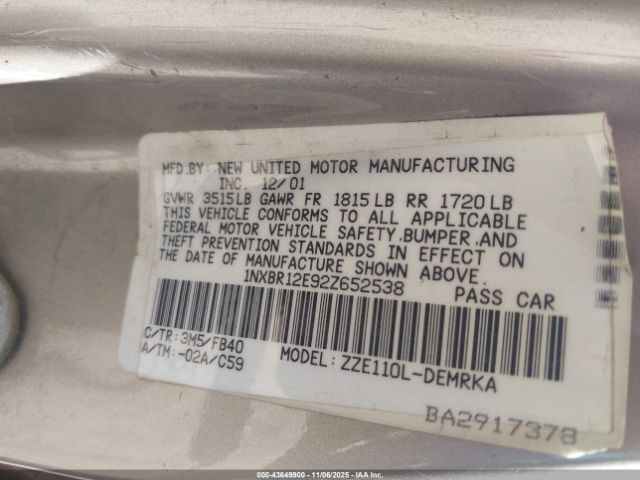 MFD.BY: NEW UNITED MOTOR MANUFACTURING
INC. 12/01
GVWR 3515LB GAWR FR 1815LB RR 1720LB
THIS VEHICLE CONFORMS TO ALL APPLICABLE
FEDERAL MOTOR VEHICLE SAFETY,BUMPER,AND
THEFT PREVENTION STANDARDS IN EFFECT ON
THE DATE OF MANUFACTURE SHOWN ABOVE.
1NXBR12E92Z652538 PASS CAR
C/TR: 3M5/FB40
A/TM: -02A/C59
MODEL: ZZE110L-DEMRKA
BA2917378
000-43649900 - 11/06/2025 - IAA Inc.